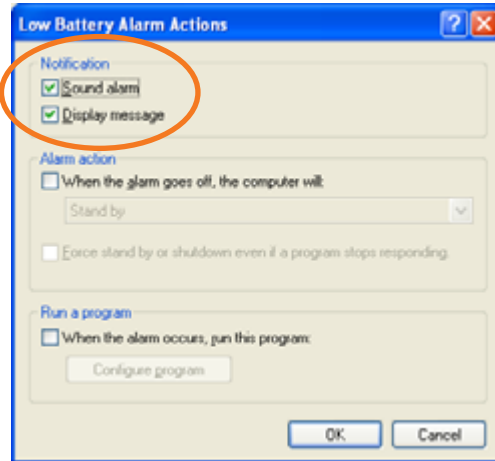 Low Battery Alarm Actions
Notification
Sound alarm
Display message
Alarm action
When the alarm goes off, the computer will:
Stand by
Force stand by or shutdown even if a program stops responding.
Run a program
When the alarm occurs, run this program:
Configure program
OK Cancel